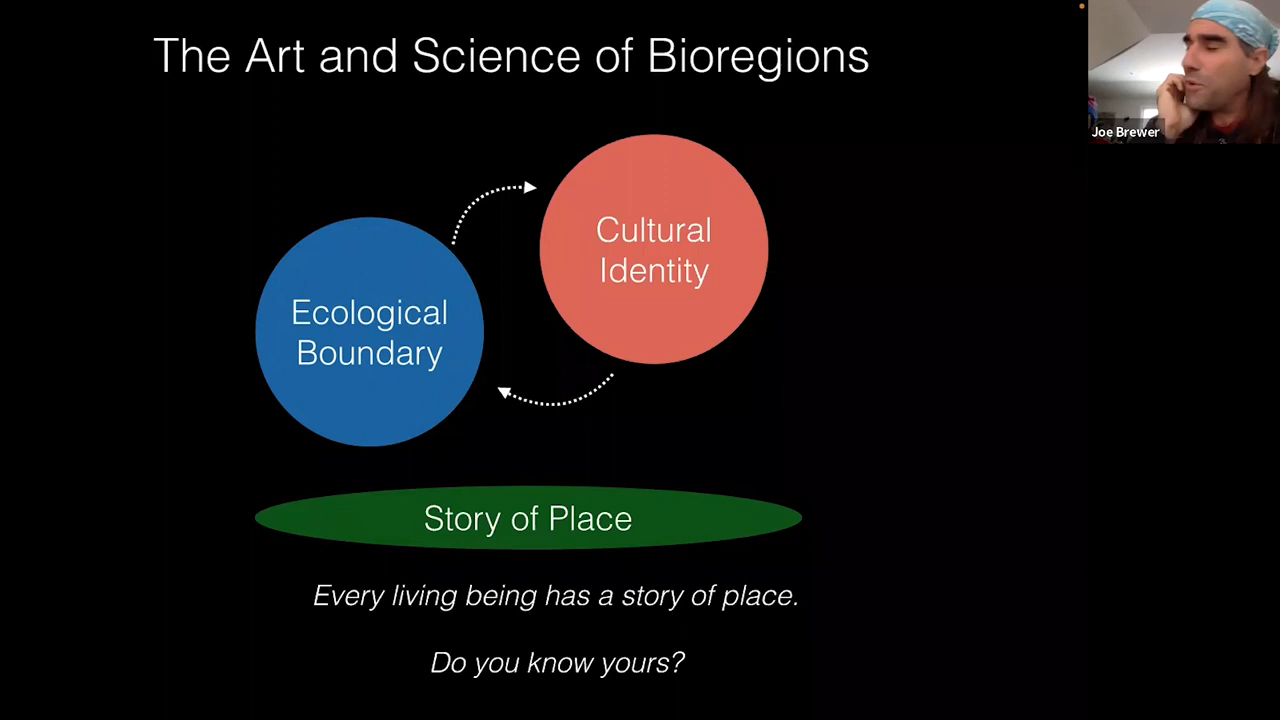 The Art and Science of Bioregions
Joe Brewer
Cultural
Identity
Ecological
Boundary
Story of Place
Every living being has a story of place.
Do you know yours?